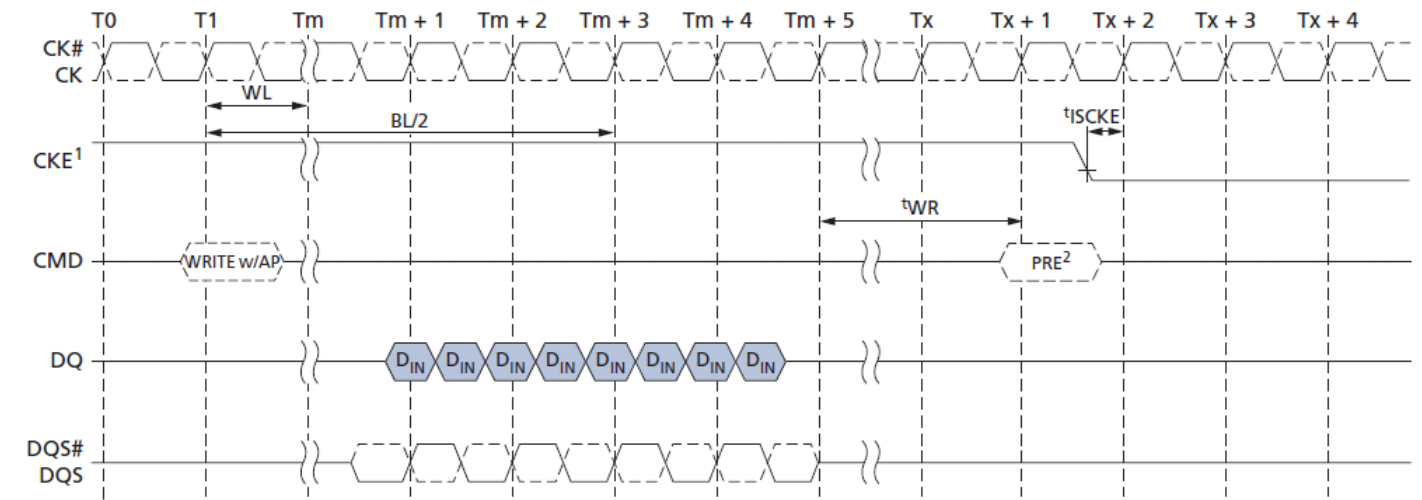 T0 T1 Tm Tm + 1 Tm + 2 Tm + 3 Tm + 4 Tm + 5 Tx Tx + 1 Tx + 2 Tx + 3 Tx + 4
CK#
CK
WL
tISCKE
BL/2
CKE1
tWR
CMD WRITE w/AP PRE2
DQ DIN DIN DIN DIN DIN DIN DIN DIN
DQS#
DQS